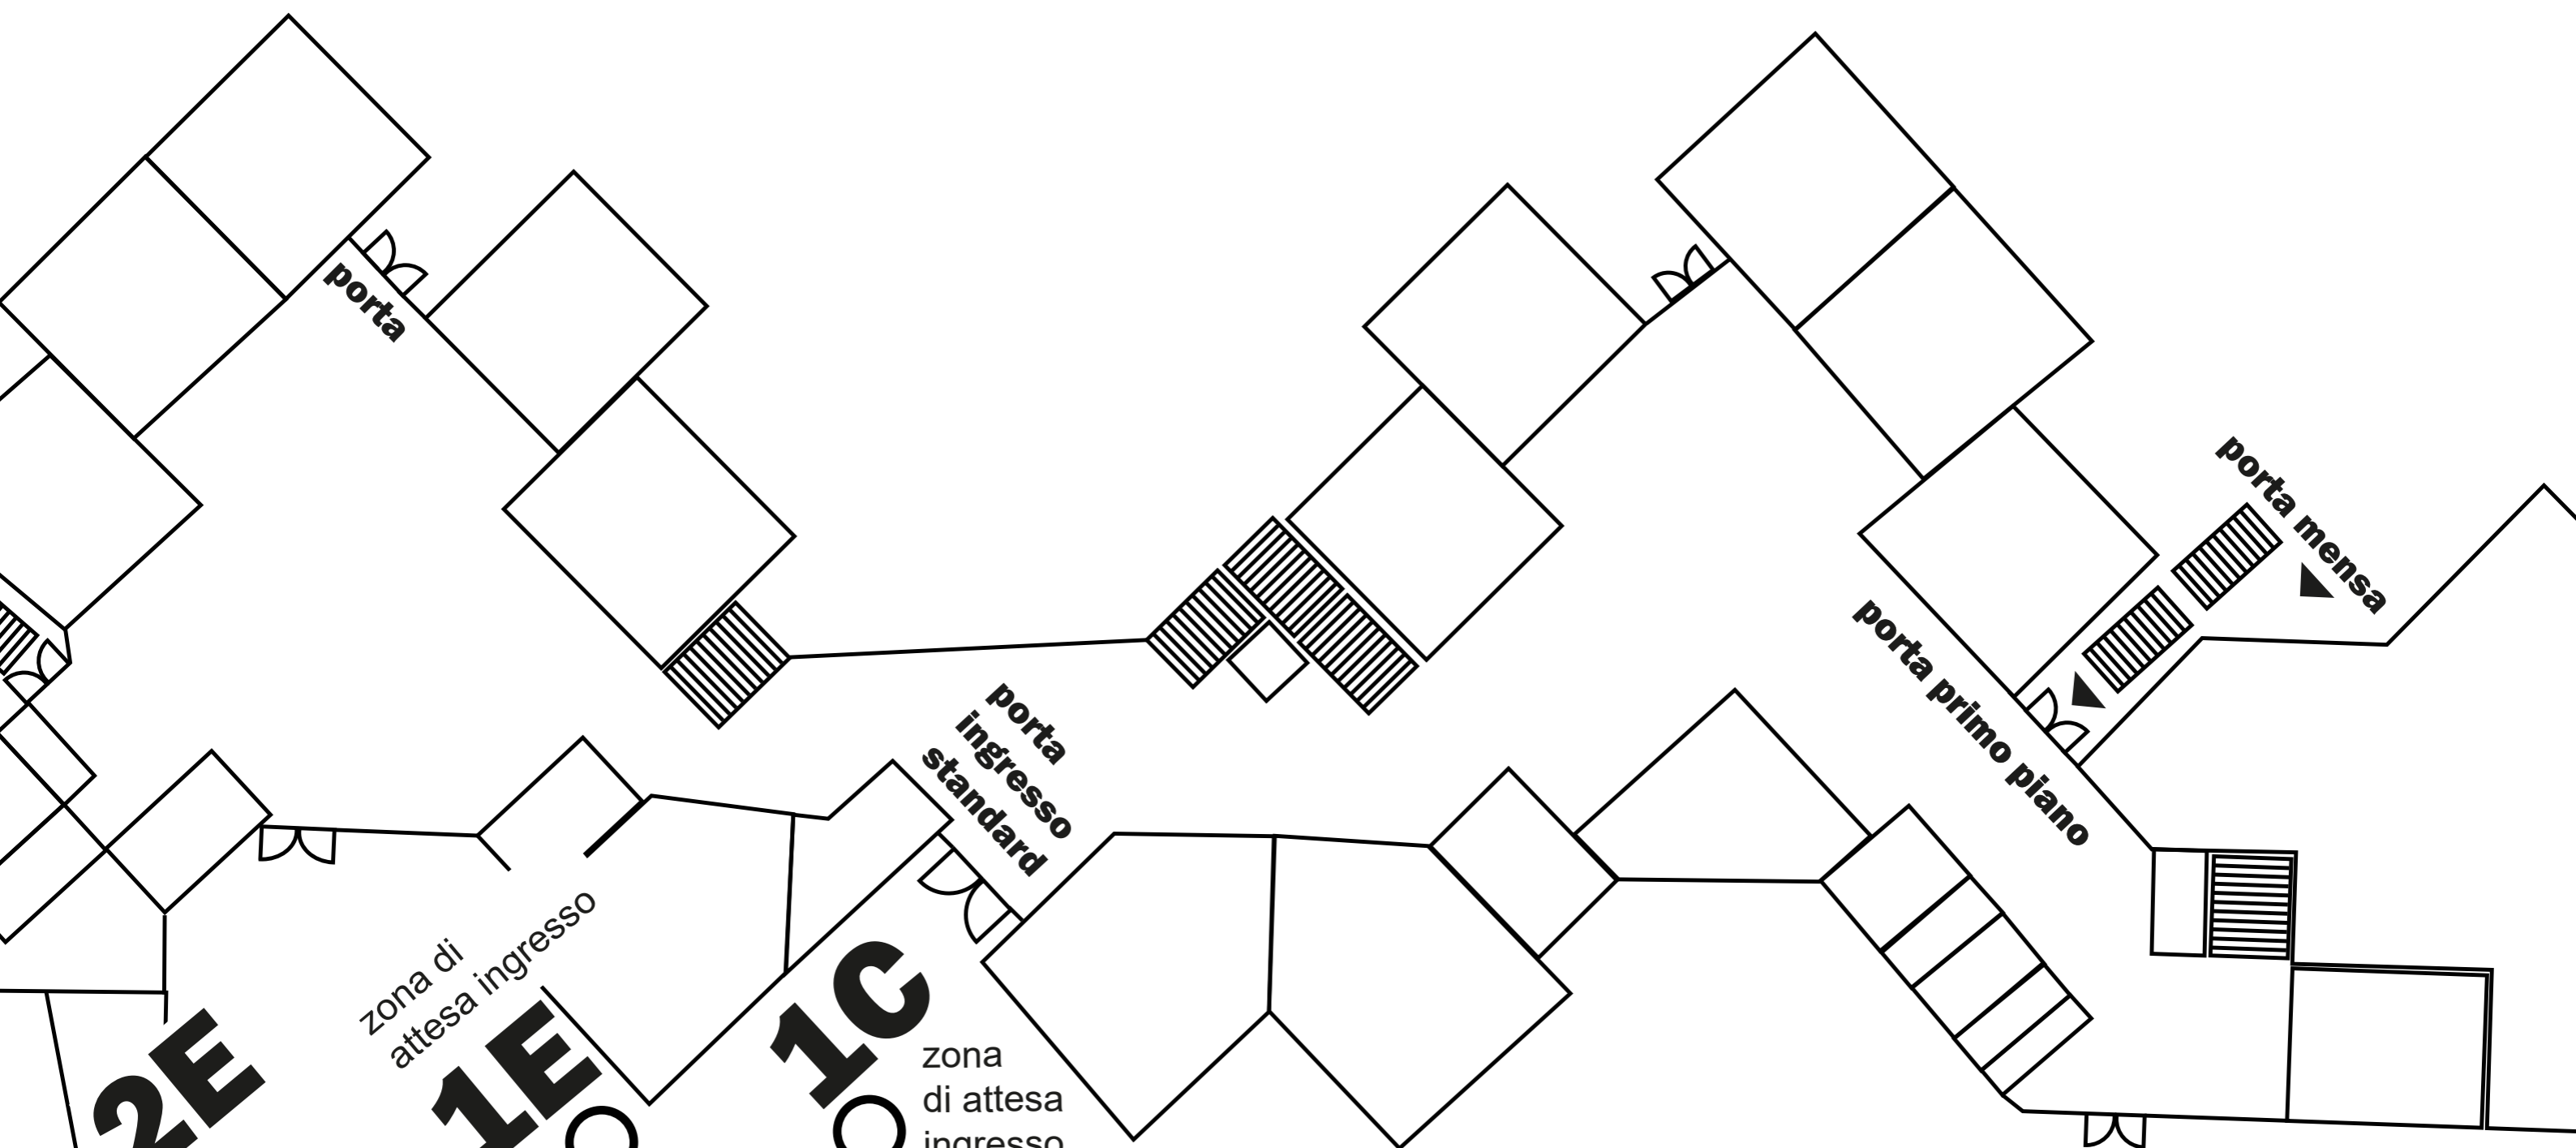 porta
porta mensa
porta primo piano
porta
ingresso
standard
zona di
attesa ingresso
2E
1E
1C
zona
di attesa
ingresso